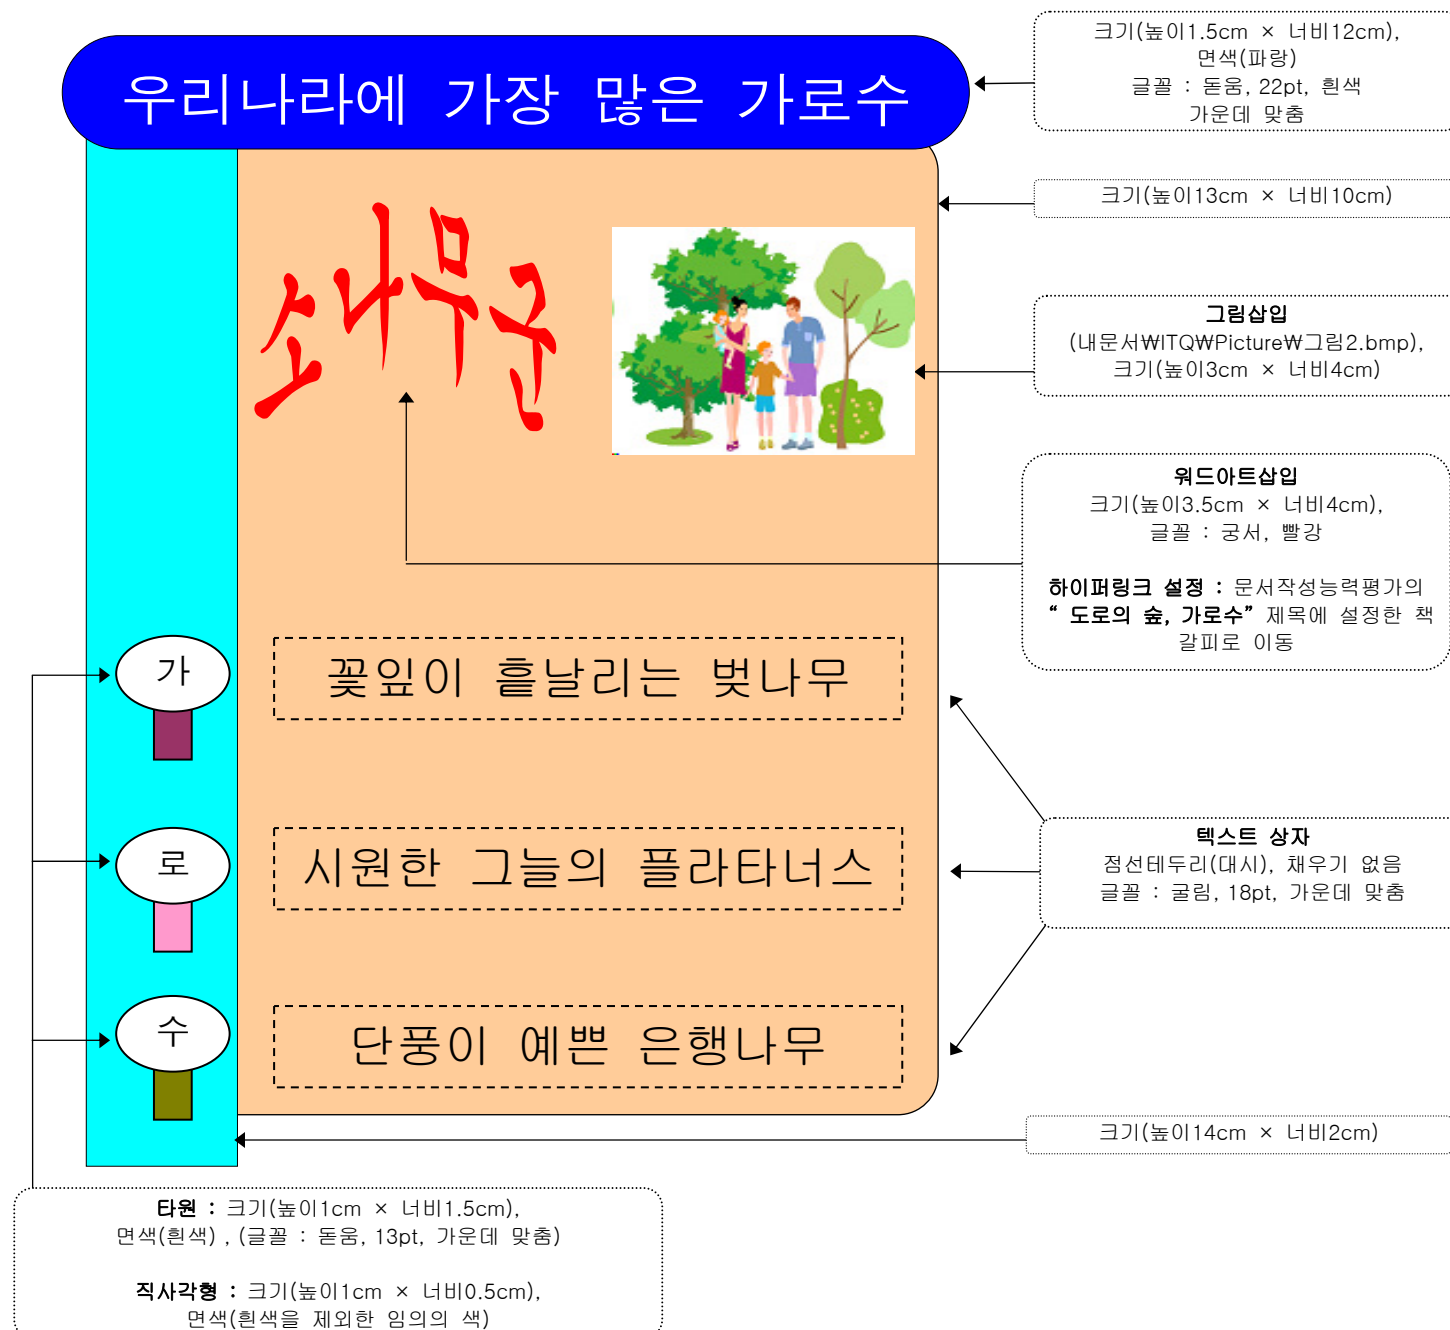 우리나라에 가장 많은 가로수
크기(높이1.5cm × 너비12cm),
면색(파랑)
글꼴 : 돋움, 22pt, 흰색
가운데 맞춤
크기(높이13cm × 너비10cm)
소나무군
그림삽입
(내문서₩ITQ₩Picture₩그림2.bmp),
크기(높이3cm × 너비4cm)
워드아트삽입
크기(높이3.5cm × 너비4cm),
글꼴 : 궁서, 빨강
하이퍼링크 설정 : 문서작성능력평가의
“ 도로의 숲, 가로수” 제목에 설정한 책
갈피로 이동
가
꽃잎이 흩날리는 벚나무
로
시원한 그늘의 플라타너스
텍스트 상자
점선테두리(대시), 채우기 없음
글꼴 : 굴림, 18pt, 가운데 맞춤
수
단풍이 예쁜 은행나무
크기(높이14cm × 너비2cm)
타원 : 크기(높이1cm × 너비1.5cm),
면색(흰색) , (글꼴 : 돋움, 13pt, 가운데 맞춤)
직사각형 : 크기(높이1cm × 너비0.5cm),
면색(흰색을 제외한 임의의 색)